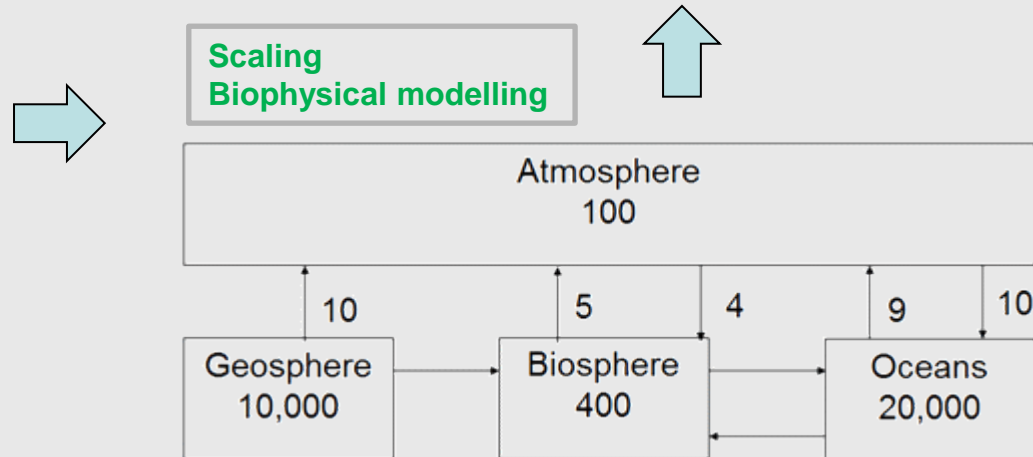 Scaling
Biophysical modelling
Atmosphere
100
10
5
4
9
10
Geosphere
10,000
Biosphere
400
Oceans
20,000